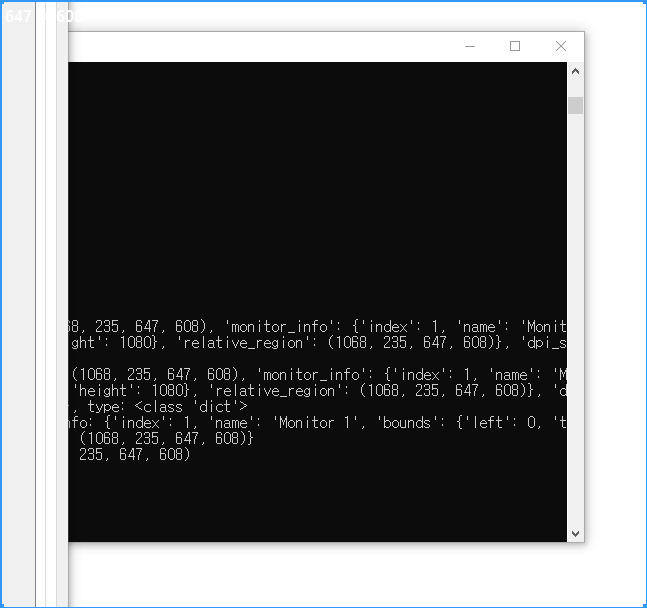 647 608
68, 235, 647, 608), 'monitor_info': {'index': 1, 'name': 'Monit
ght': 1080}, 'relative_region': (1068, 235, 647, 608)}, 'dpi_s
(1068, 235, 647, 608), 'monitor_info': {'index': 1, 'name': 'M
'height': 1080}, 'relative_region': (1068, 235, 647, 608)}, 'd
, type: <class 'dict'>
nfo: {'index': 1, 'name': 'Monitor 1', 'bounds': {'left': 0, 't
(1068, 235, 647, 608)}
235, 647, 608)